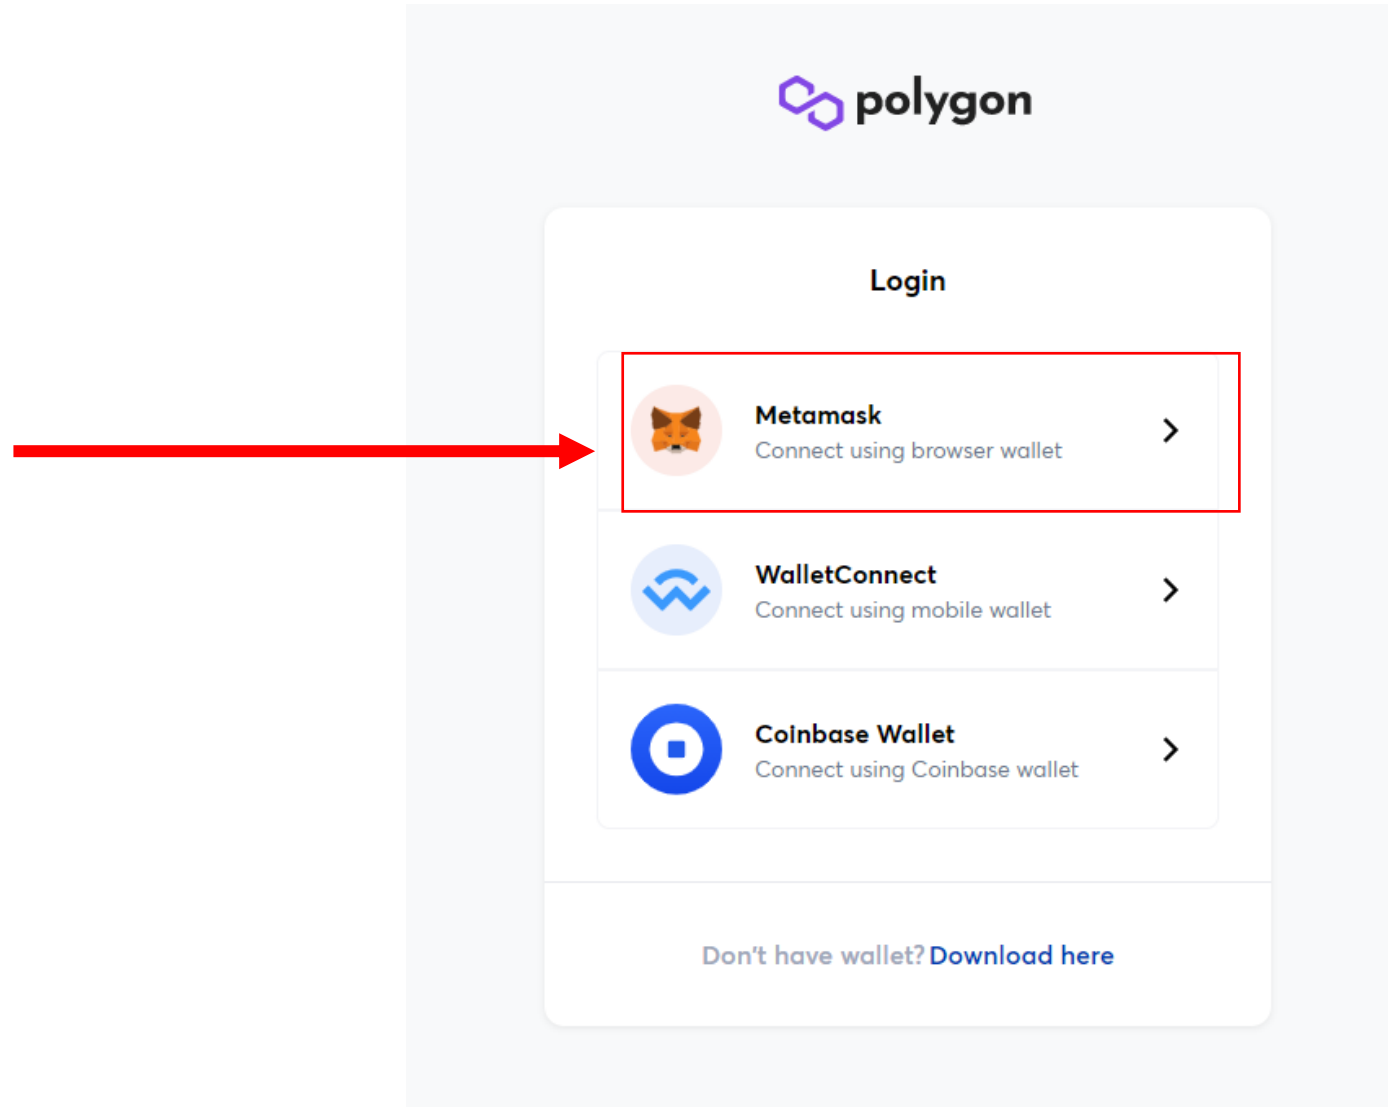 polygon
Login
Metamask
Connect using browser wallet
WalletConnect
Connect using mobile wallet
Coinbase Wallet
Connect using Coinbase wallet
Don't have wallet? Download here